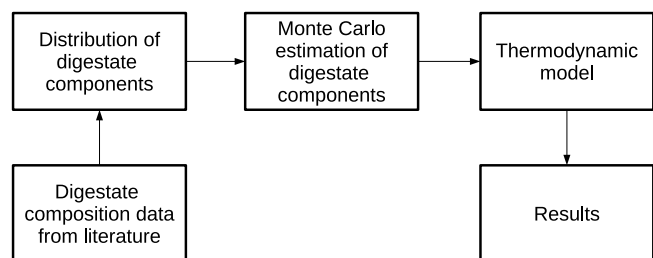 Distribution of
digestate
components
Monte Carlo
estimation of
digestate
components
Thermodynamic
model
Digestate
composition data
from literature
Results